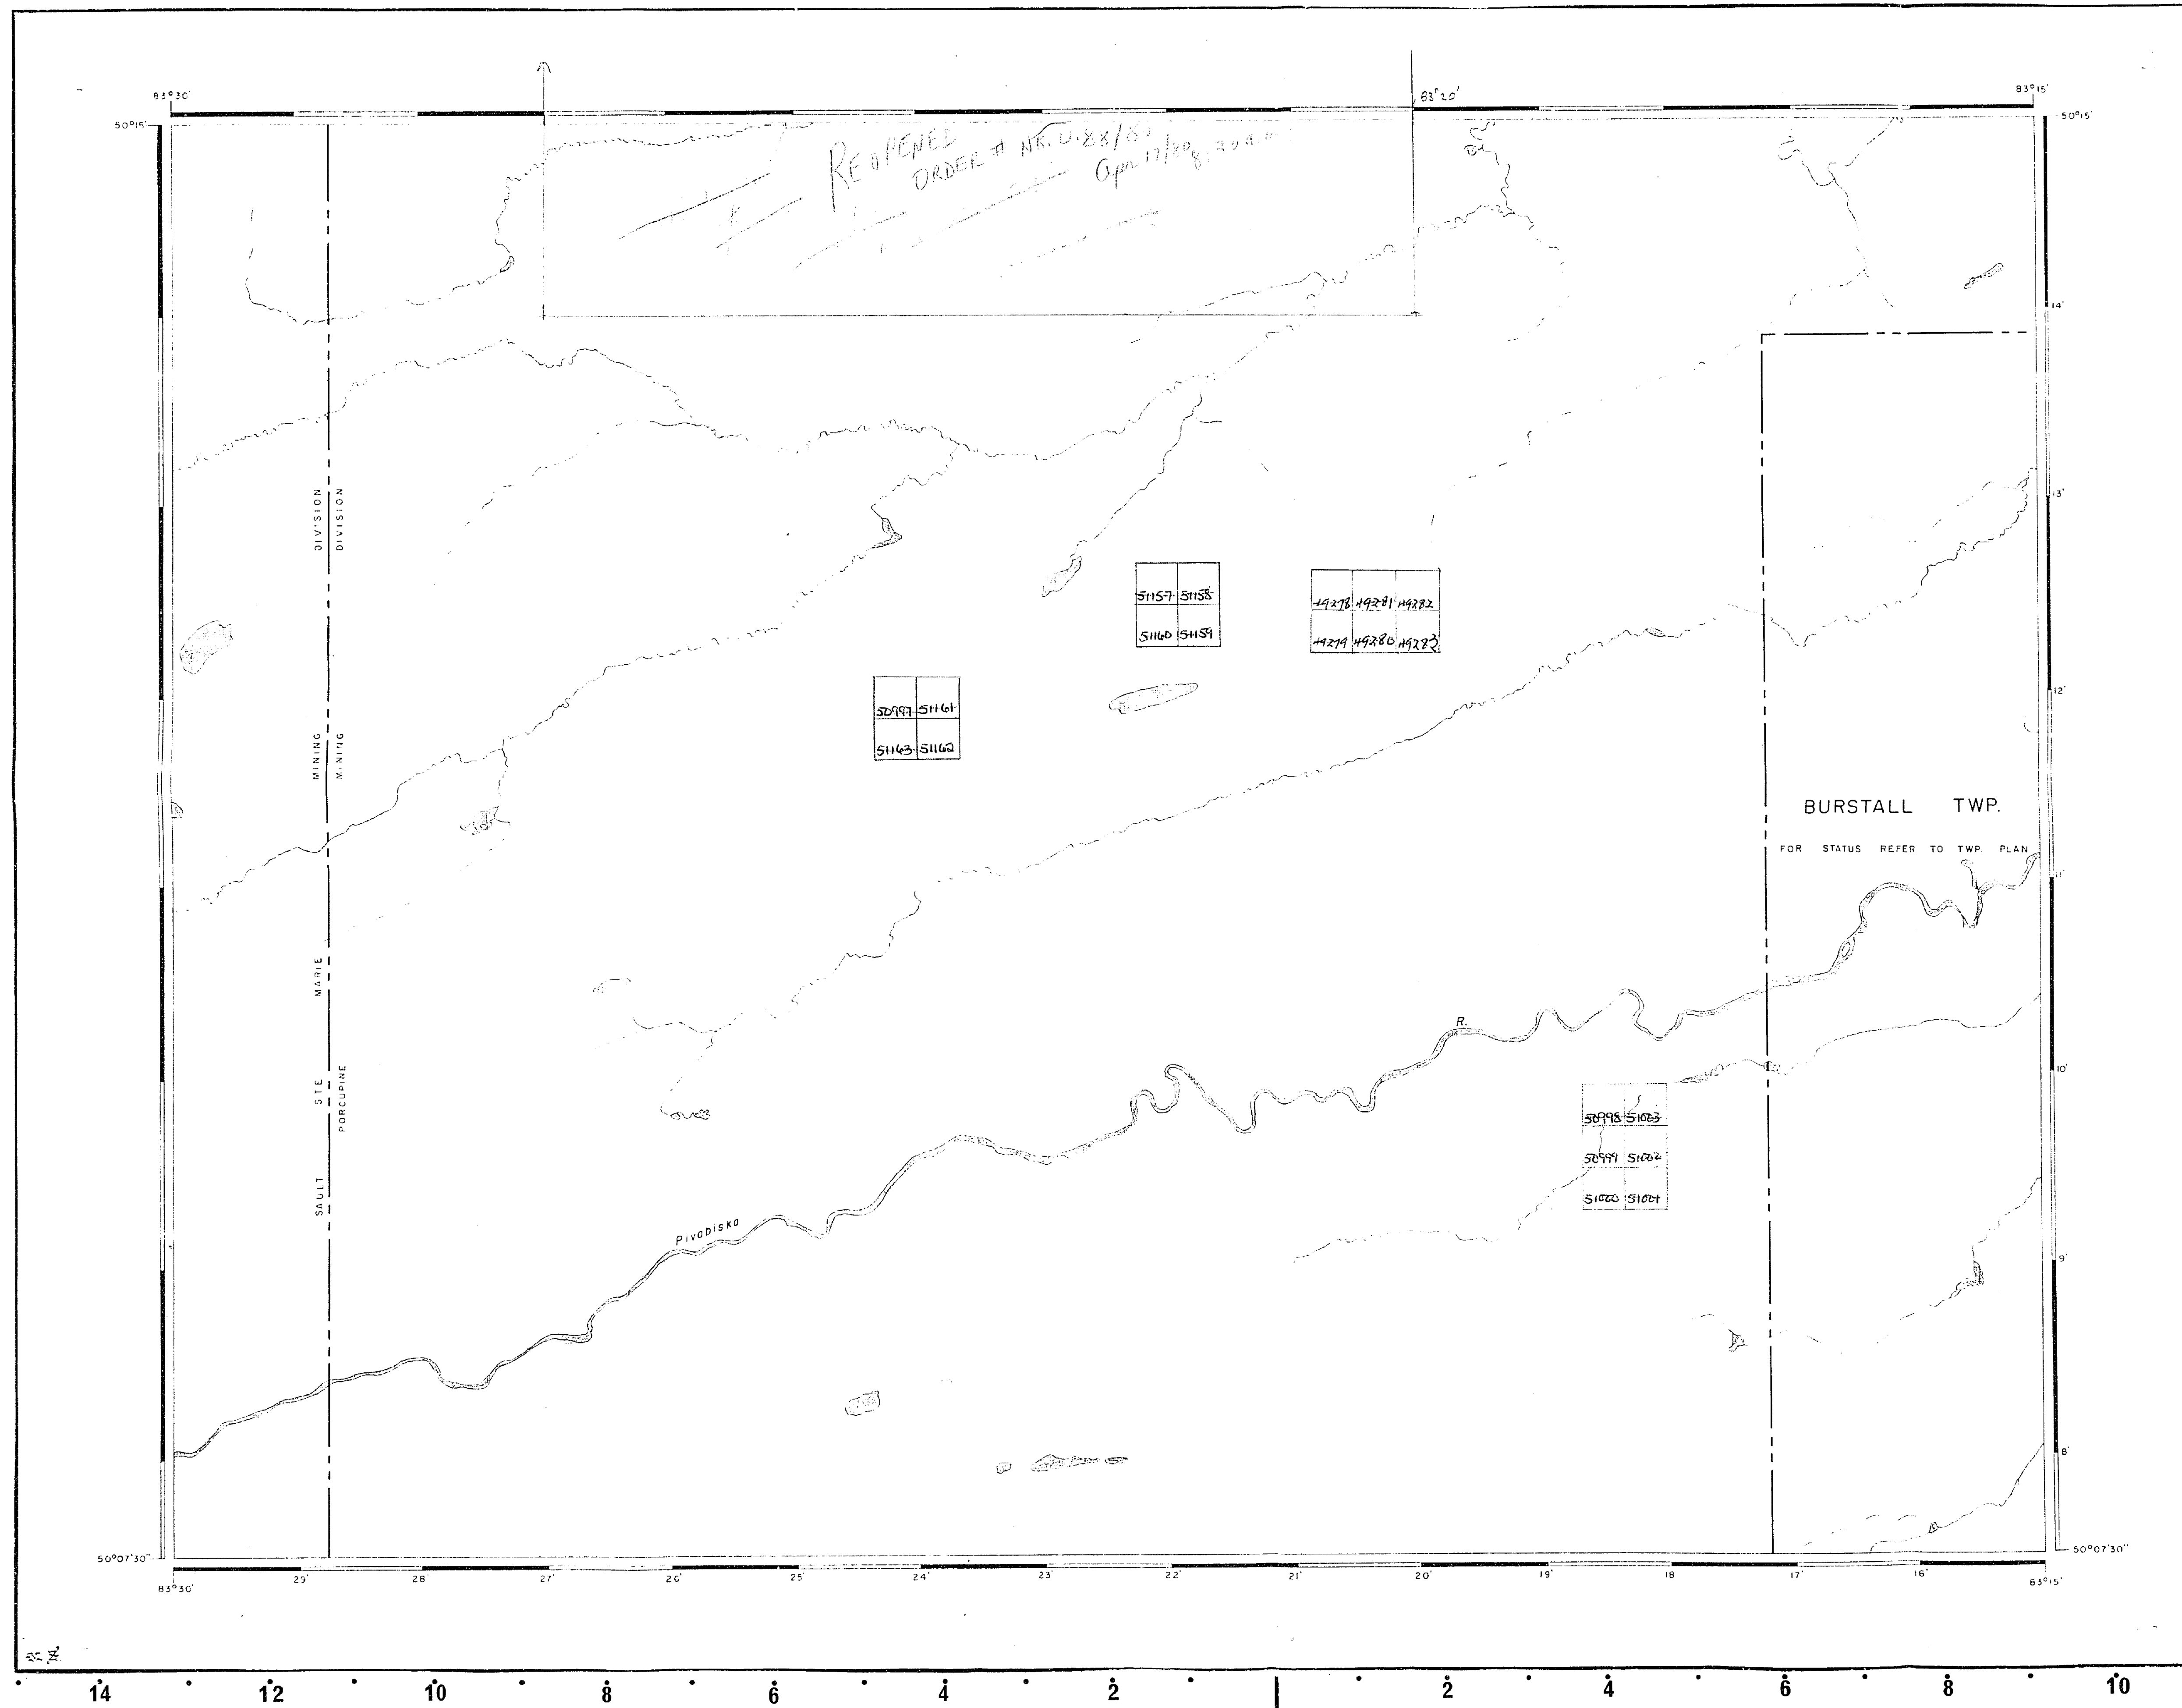 83°30'
83°20'
83°15'
50°15'
50°15'
REOPENED
ORDER # NR.
14'
13'
DIVISION
DIVISION
51157 51158
51160 51159
49278 49281 49282
49279 49280 49283
12'
50997 51161
51163 51162
MINING
MINING
BURSTALL TWP.
FOR STATUS REFER TO TWP. PLAN
11'
SAULT STE MARIE
PORCUPINE
R.
10'
50998 51003
50999 51002
51000 51001
Pivabiska
9'
8'
50°07'30"
50°07'30"
83°30'
29'
28'
27'
26'
25'
24'
23'
22'
21'
20'
19'
18'
17'
16'
83°15'
14 12 10 8 6 4 2 2 4 6 8 10